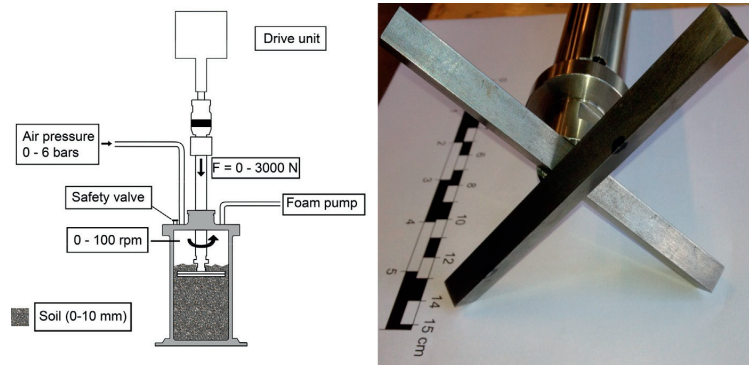 Drive unit
Air pressure
0 - 6 bars
F = 0 - 3000 N
Safety valve
Foam pump
0 - 100 rpm
Soil (0-10 mm)
2
3
4
5
6
8
10
12
14
15 cm